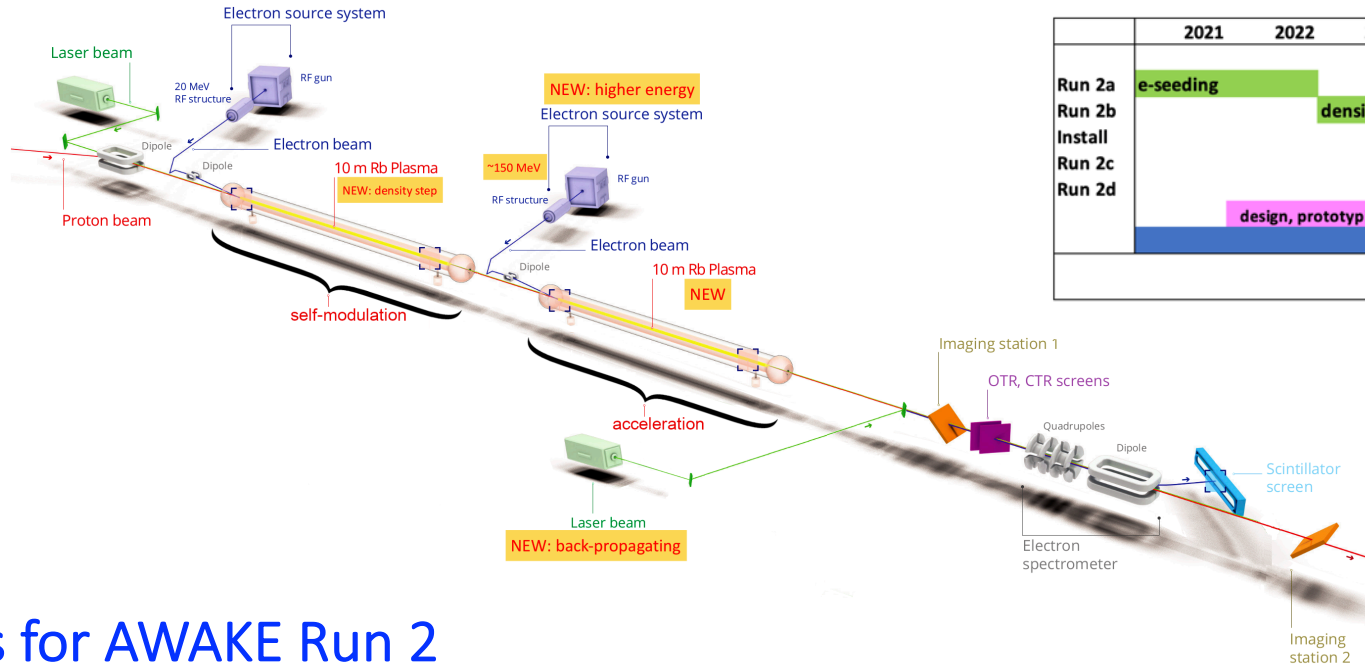 Electron source system
Laser beam
RF gun
20 MeV
RF structure
Dipole
Electron beam
Dipole
Proton beam
10 m Rb Plasma
NEW: density step
self-modulation
NEW: higher energy
Electron source system
~150 MeV
RF gun
RF structure
Electron beam
Dipole
10 m Rb Plasma
NEW
acceleration
Laser beam
NEW: back-propagating
Imaging station 1
OTR, CTR screens
Quadrupoles
Dipole
Scintillator
screen
Electron
spectrometer
Imaging
station 2
2021 2022
Run 2a e-seeding
Run 2b densi
Install
Run 2c
Run 2d
design, prototyp
s for AWAKE Run 2